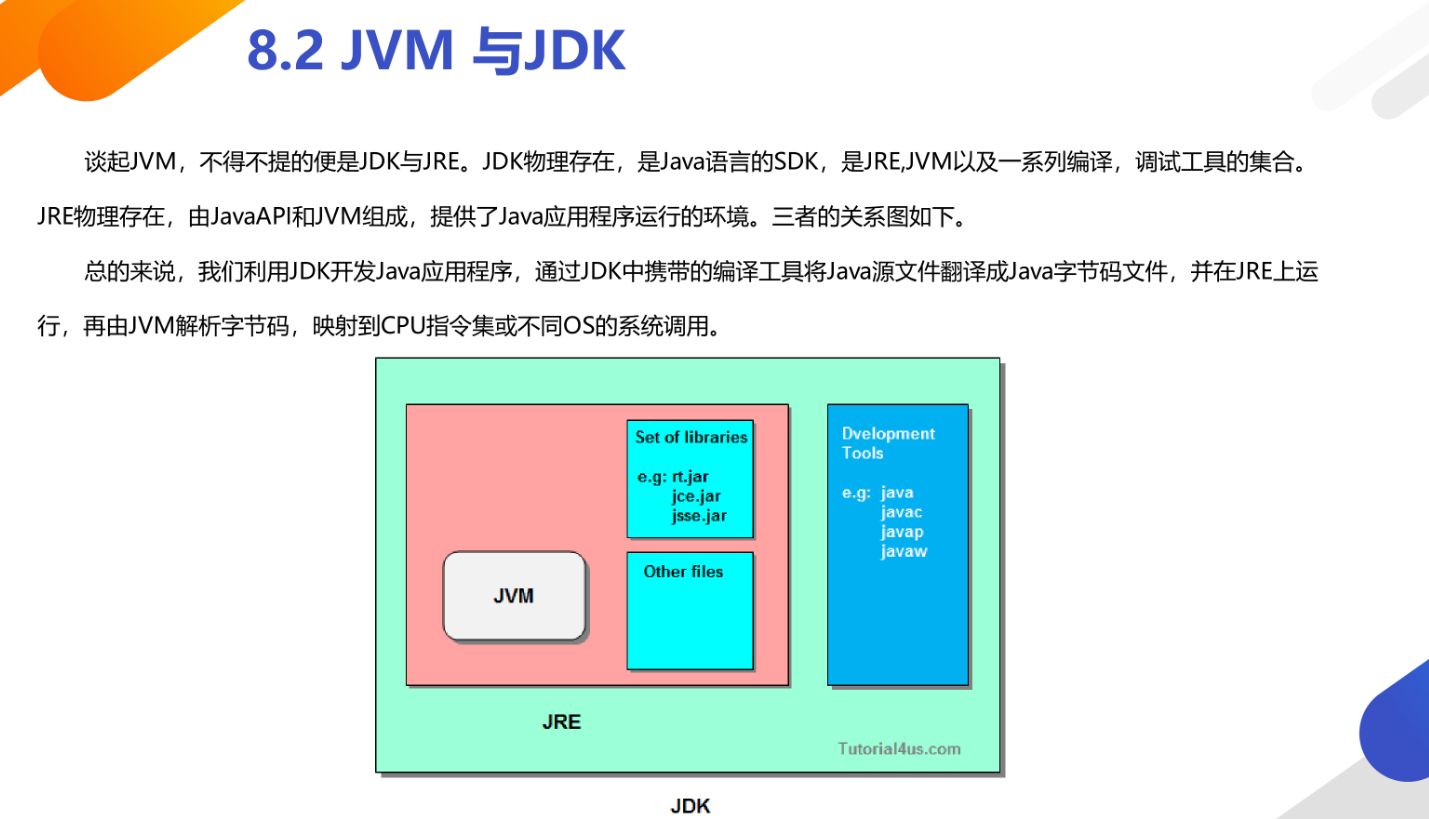 8.2 JVM 与JDK
谈起JVM，不得不提的便是JDK与JRE。JDK物理存在，是Java语言的SDK，是JRE,JVM以及一系列编译，调试工具的集合。
JRE物理存在，由JavaAPI和JVM组成，提供了Java应用程序运行的环境。三者的关系图如下。
总的来说，我们利用JDK开发Java应用程序，通过JDK中携带的编译工具将Java源文件翻译成Java字节码文件，并在JRE上运
行，再由JVM解析字节码，映射到CPU指令集或不同OS的系统调用。
Set of libraries
e.g: rt.jar
jce.jar
jsse.jar
Other files
JVM
JRE
Dvelopment
Tools
e.g: java
javac
javap
javaw
Tutorial4us.com
JDK